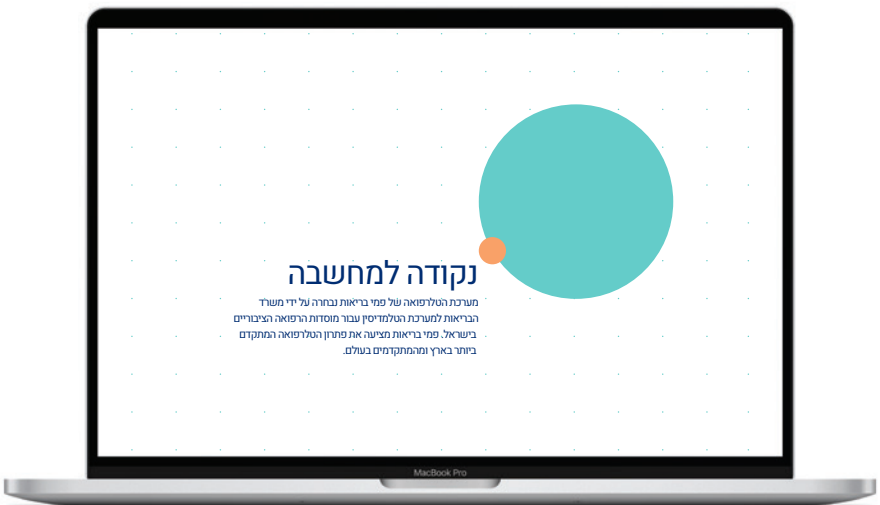 נקודה למחשבה
מערכת הטלרפואה של פמי בריאות נבחרה על ידי משרד
הבריאות למערכת הטלמדיסין עבור מוסדות הרפואה הציבוריים
בישראל. פמי בריאות מציעה את פתרון הטלרפואה המתקדם
ביותר בארץ ומהמתקדמים בעולם.
MacBook Pro